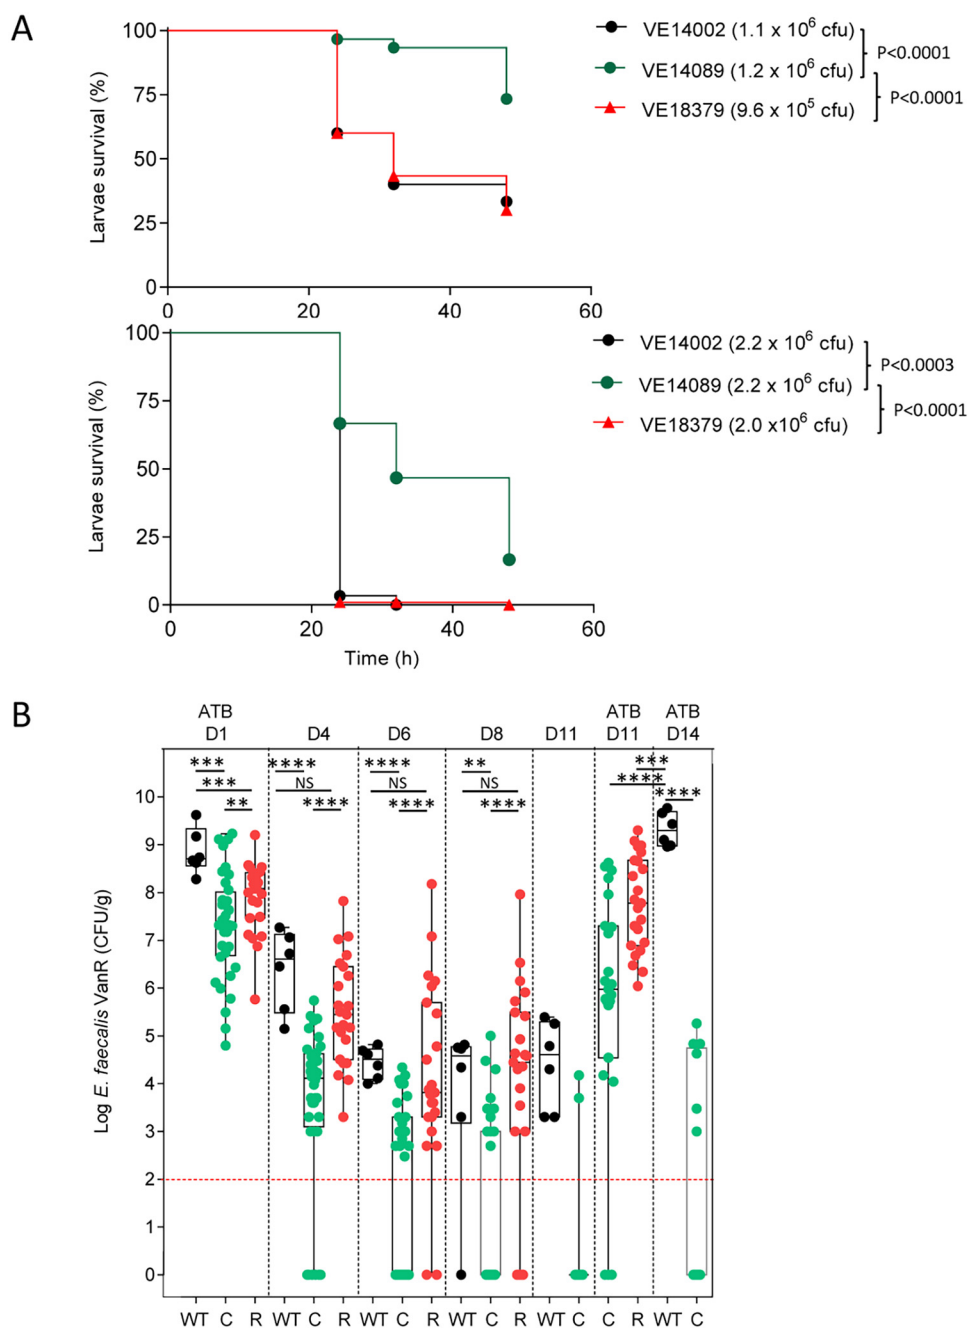 A
Larvae survival (%)
100
75
50
25
0
0 20 40 60
VE14002 (1.1 x 10⁶ cfu)
VE14089 (1.2 x 10⁶ cfu)
VE18379 (9.6 x 10⁵ cfu)
P<0.0001
P<0.0001
Larvae survival (%)
100
75
50
25
0
0 20 40 60
Time (h)
VE14002 (2.2 x 10⁶ cfu)
VE14089 (2.2 x 10⁶ cfu)
VE18379 (2.0 x10⁶ cfu)
P<0.0003
P<0.0001
B
ATB ATB ATB
D1 D4 D6 D8 D11 D11 D14
*** **** **** ** ***
*** NS NS NS ****
** **** **** **** ****
Log E. faecalis VanR (CFU/g)
10
9
8
7
6
5
4
3
2
1
0
WT C R WT C R WT C R WT C R WT C C R WT C